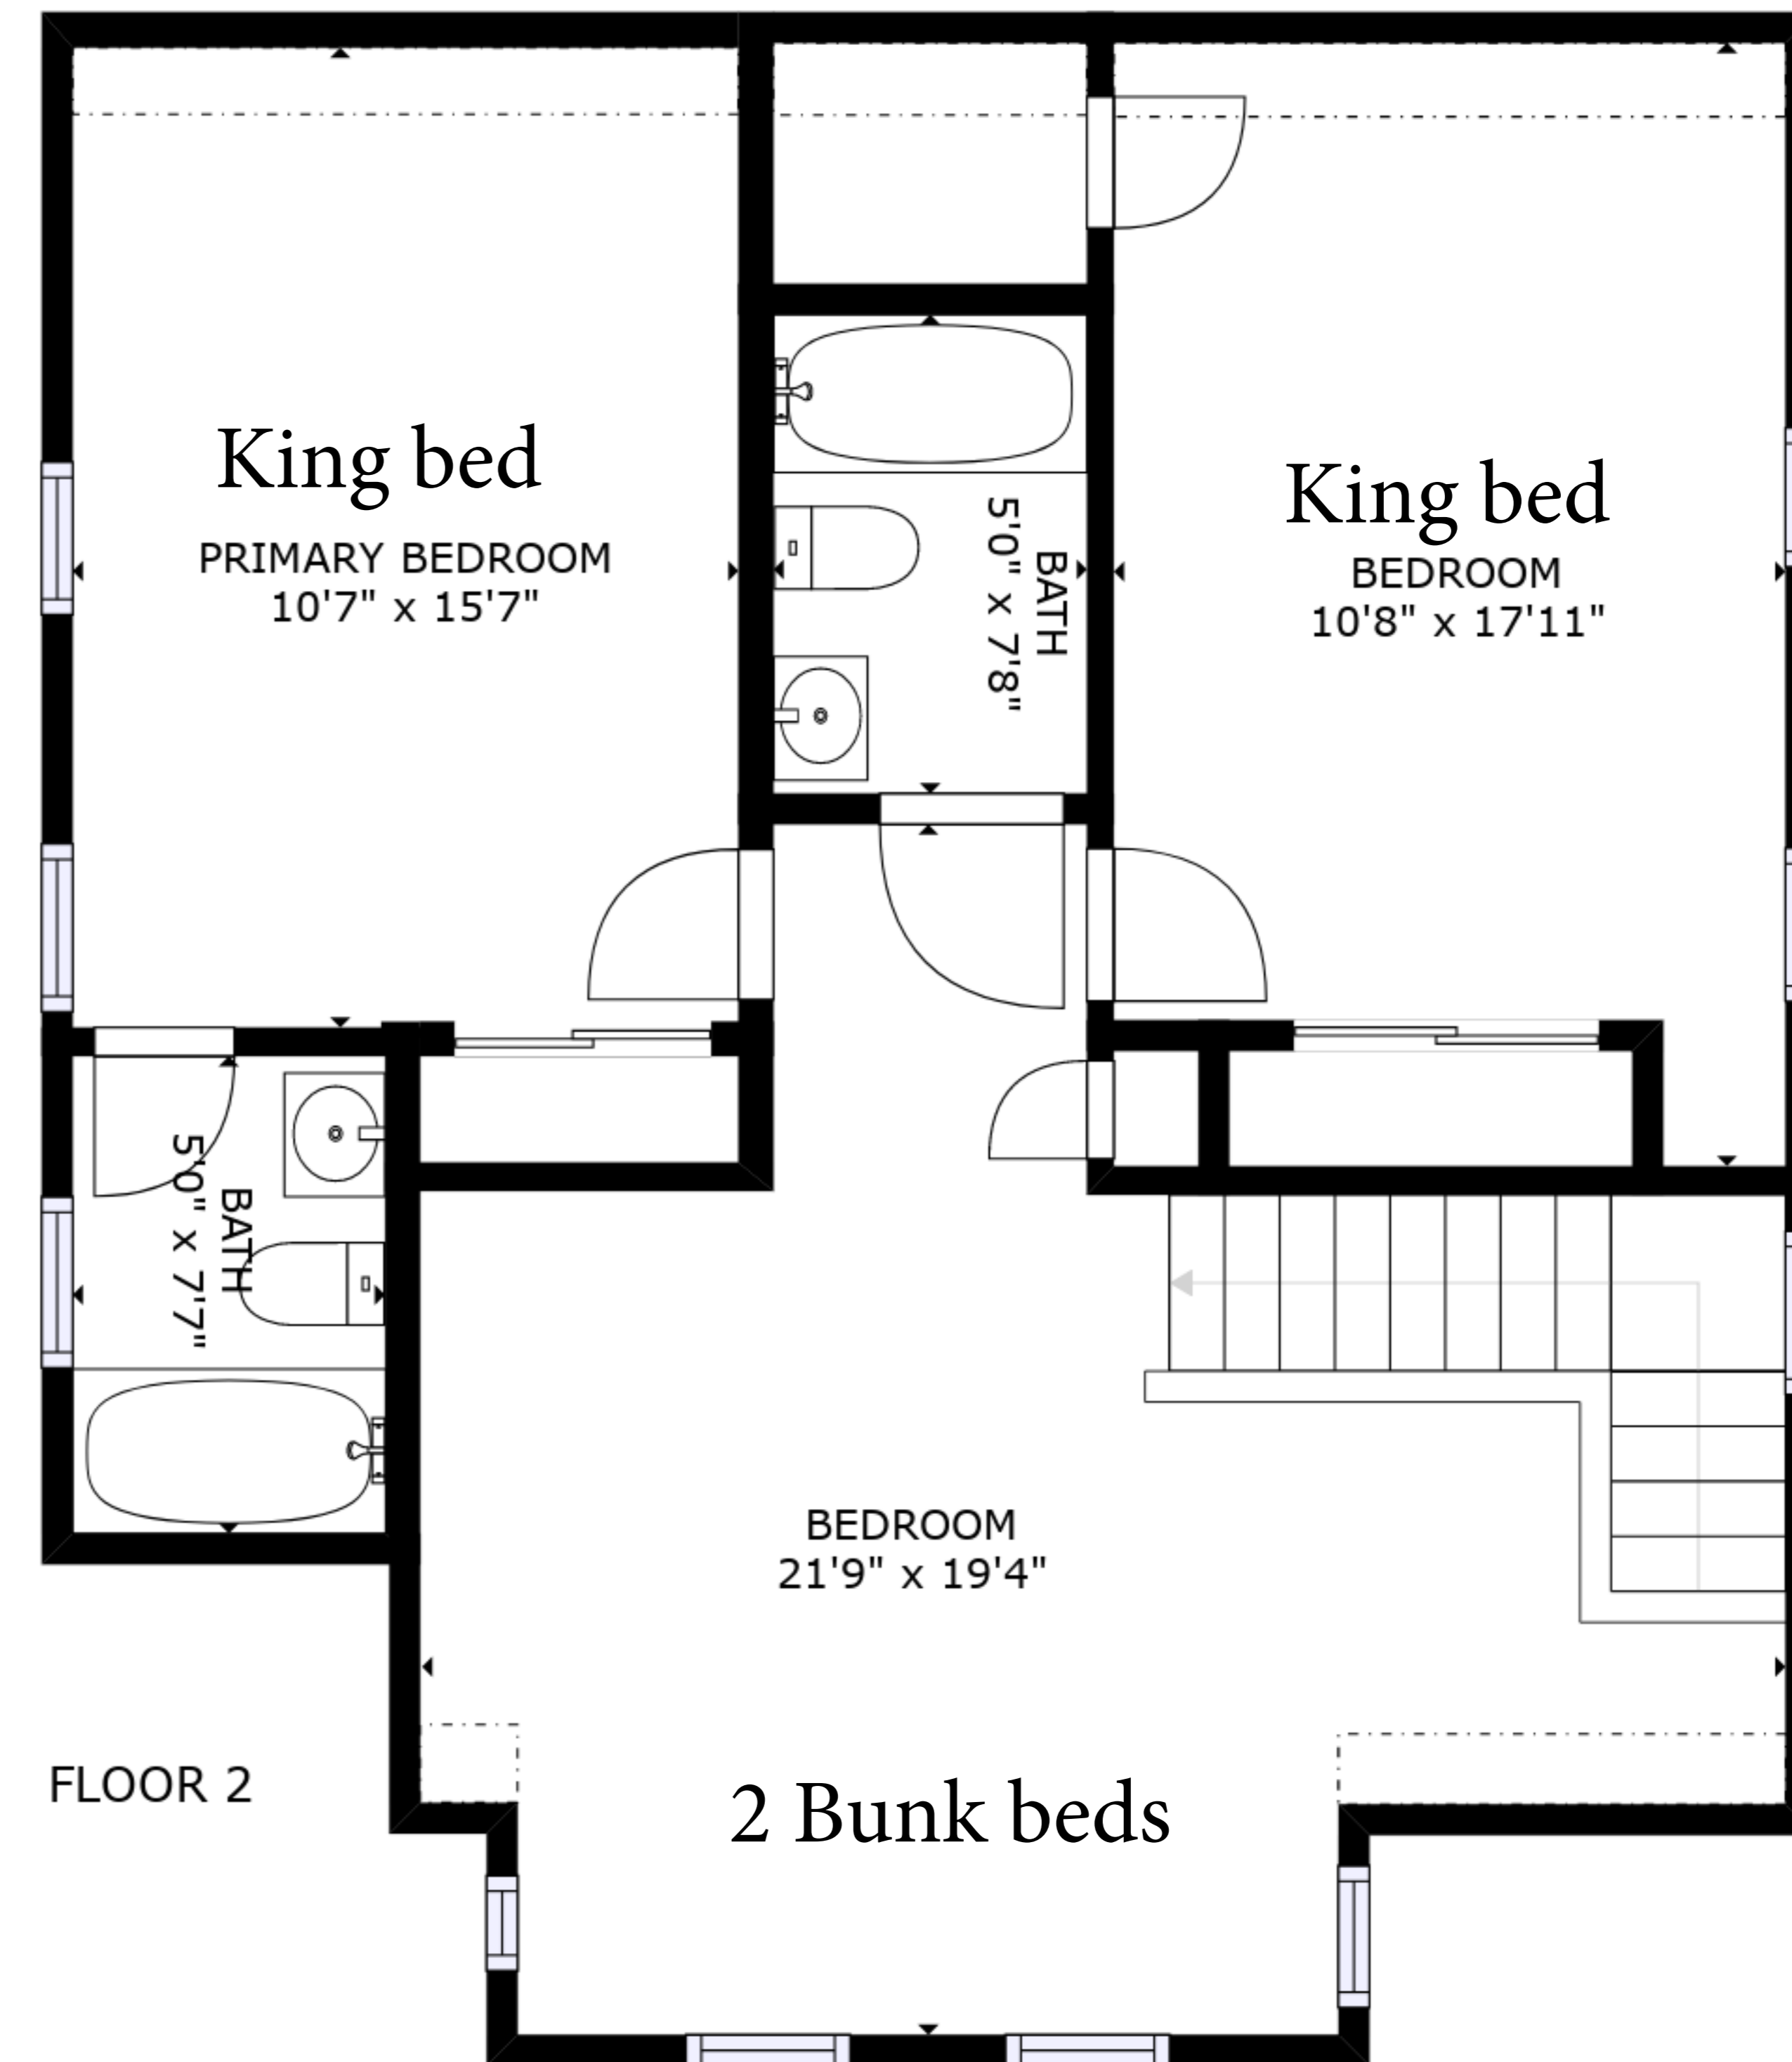 King bed
PRIMARY BEDROOM
10'7" x 15'7"
BATH
5'0" x 7'8"
King bed
BEDROOM
10'8" x 17'11"
BATH
5'0" x 7'7"
BEDROOM
21'9" x 19'4"
FLOOR 2
2 Bunk beds